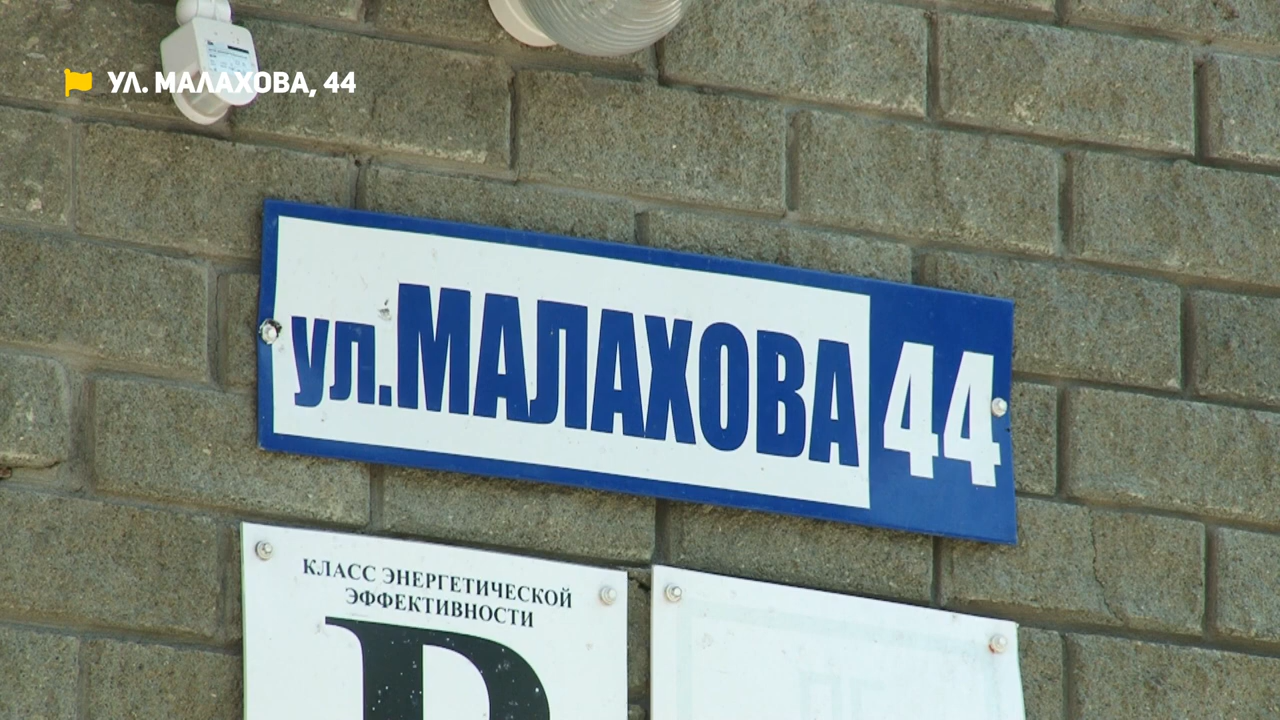 УЛ. МАЛАХОВА, 44
ул. МАЛАХОВА 44
КЛАСС ЭНЕРГЕТИЧЕСКОЙ
ЭФФЕКТИВНОСТИ